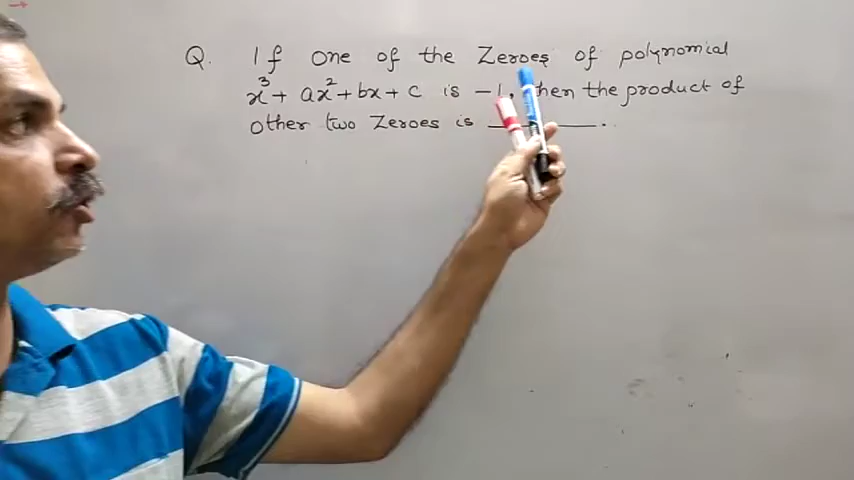 Q. If one of the Zeroes of polynomial
x³ + ax² + bx + c is -1, then the product of
other two Zeroes is ________.